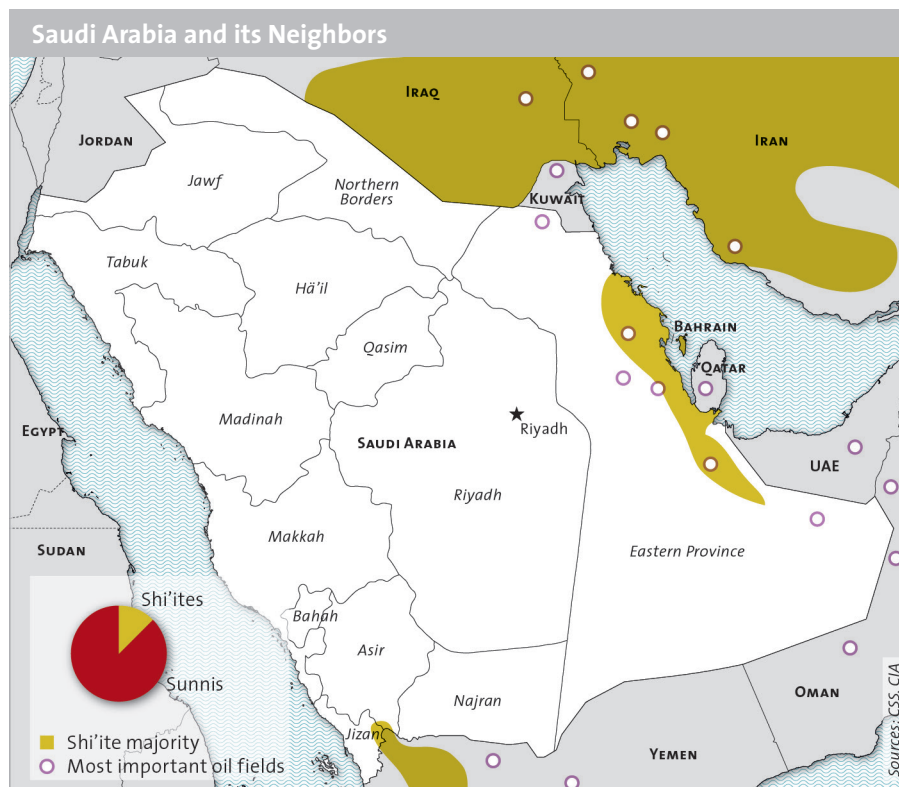 Saudi Arabia and its Neighbors
Iraq
Iran
Jordan
Jawf
Northern
Borders
Kuwait
Tabuk
Hä'il
Qasim
Bahrain
Qatar
Madinah
Egypt
Saudi Arabia
Riyadh
UAE
Riyadh
Makkah
Eastern Province
Sudan
Shi'ites
Bahah
Asir
Sunnis
Najran
Oman
Jizan
Shi'ite majority
Yemen
Most important oil fields
Sources: CSS, CIA